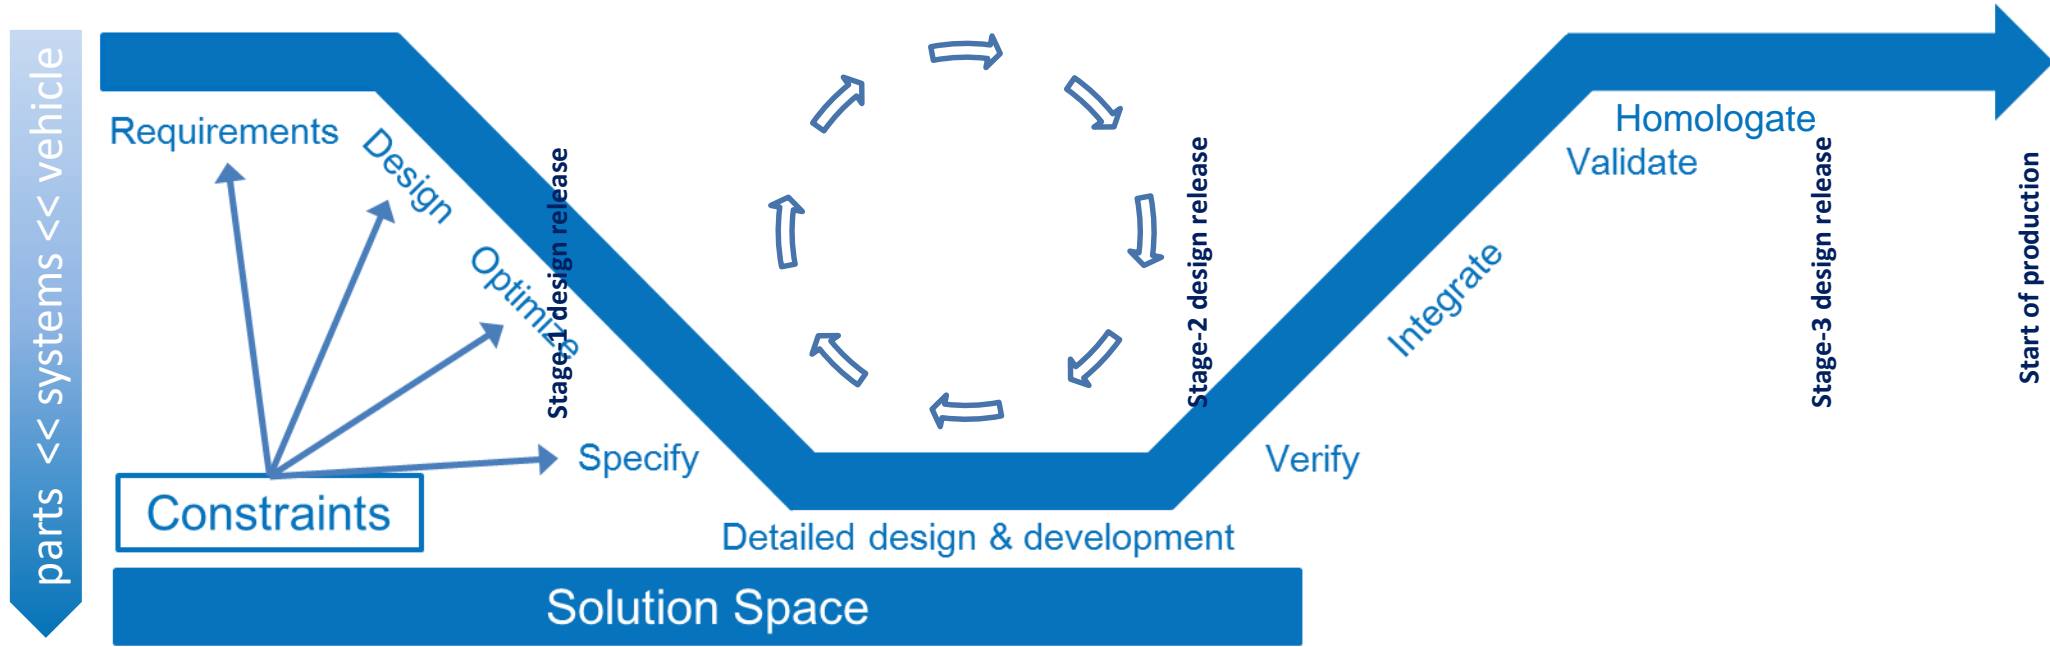 parts << systems << vehicle
Requirements
Design
Optimize
Specify
Constraints
Stage-1 design release
Detailed design & development
Solution Space
Stage-2 design release
Verify
Integrate
Validate
Homologate
Stage-3 design release
Start of production